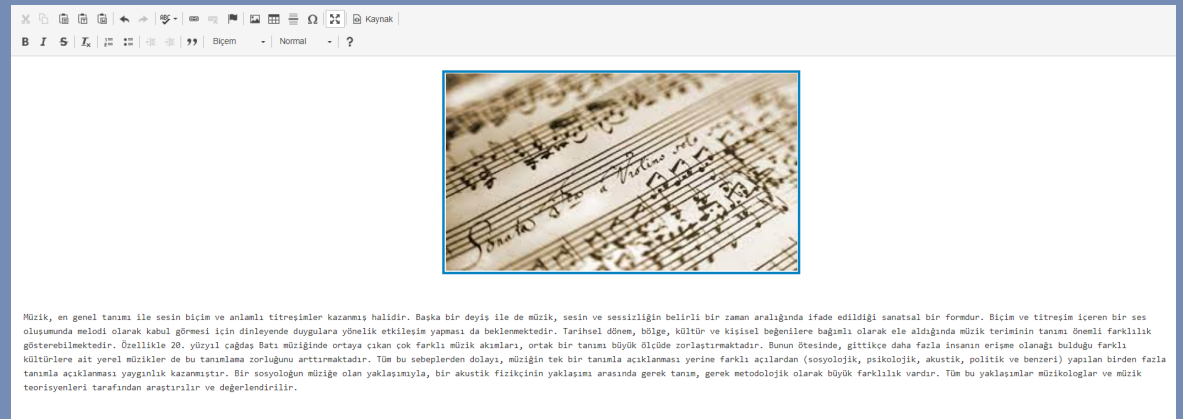 Kaynak
Biçem
Normal
Sonata
a Violino solo
Müzik, en genel tanımı ile sesin biçim ve anlamlı titreşimler kazanmış halidir. Başka bir deyiş ile de müzik, sesin ve sessizliğin belirli bir zaman aralığında ifade edildiği sanatsal bir formdur. Biçim ve titreşim içeren bir ses
oluşumunda melodi olarak kabul görmesi için dinleyende duygulara yönelik etkileşim yapması da beklenmektedir. Tarihsel dönem, bölge, kültür ve kişisel beğenilere bağımlı olarak ele aldığında müzik teriminin tanımı önemli farklılık
gösterebilmektedir. Özellikle 20. yüzyıl çağdaş Batı müziğinde ortaya çıkan çok farklı müzik akımları, ortak bir tanımı büyük ölçüde zorlaştırmaktadır. Bunun ötesinde, gittikçe daha fazla insanın erişme olanağı bulduğu farklı
kültürlere ait yerel müzikler de bu tanımlama zorluğunu arttırmaktadır. Tüm bu sebeplerden dolayı, müziğin tek bir tanımla açıklanması yerine farklı açılardan (sosyolojik, psikolojik, akustik, politik ve benzeri) yapılan birden fazla
tanımla açıklanması yaygınlık kazanmıştır. Bir sosyoloğun müziğe olan yaklaşımıyla, bir akustik fizikçinin yaklaşımı arasında gerek tanım, gerek metodolojik olarak büyük farklılık vardır. Tüm bu yaklaşımlar müzikologlar ve müzik
teorisyenleri tarafından araştırılır ve değerlendirilir.